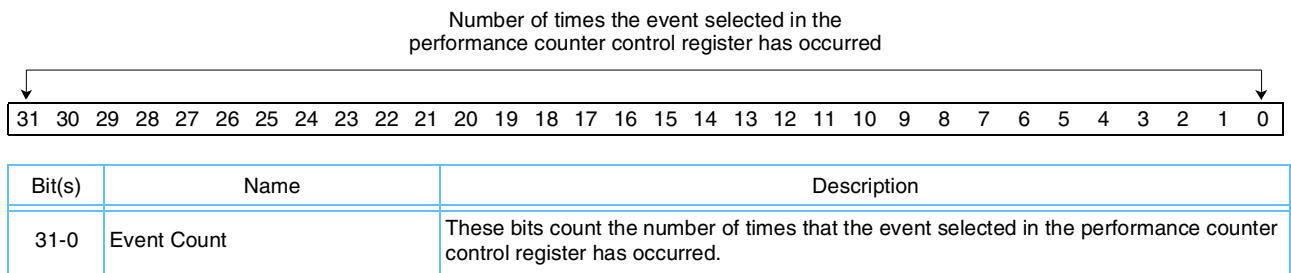 Number of times the event selected in the
performance counter control register has occurred
31 30 29 28 27 26 25 24 23 22 21 20 19 18 17 16 15 14 13 12 11 10 9 8 7 6 5 4 3 2 1 0
Bit(s) Name Description
31-0 Event Count These bits count the number of times that the event selected in the performance counter
control register has occurred.